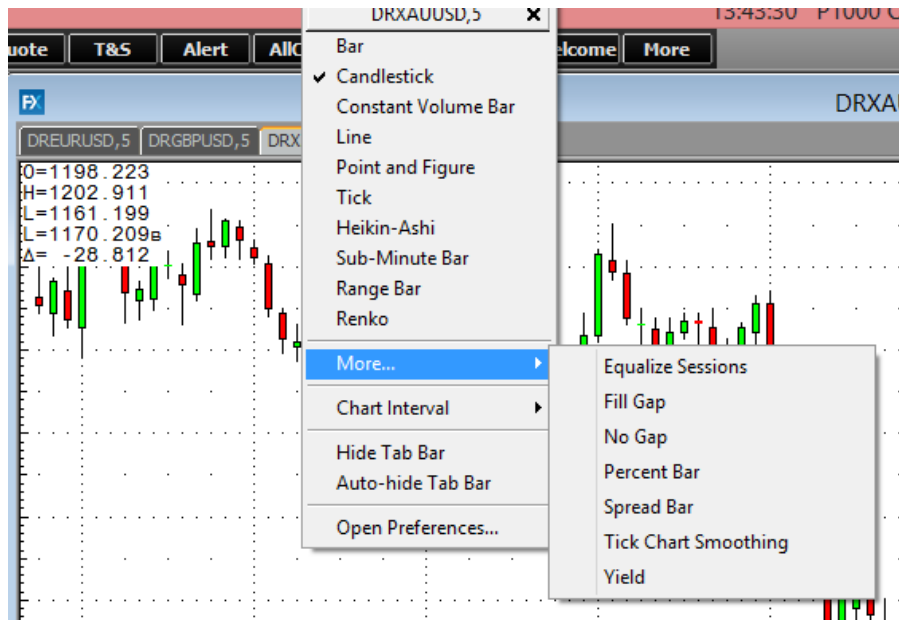 DRXAUUSD,5 x
13:43:30 PT000
T&S Alert More
FX
DRXA
DREURUSD,5 DRGBPUSD,5 DRX
O=1198.223
H=1202.911
L=1161.199
L=1170.209B
Δ= -28.812
Bar
Candlestick
Constant Volume Bar
Line
Point and Figure
Tick
Heikin-Ashi
Sub-Minute Bar
Range Bar
Renko
More...
Chart Interval
Hide Tab Bar
Auto-hide Tab Bar
Open Preferences...
Equalize Sessions
Fill Gap
No Gap
Percent Bar
Spread Bar
Tick Chart Smoothing
Yield